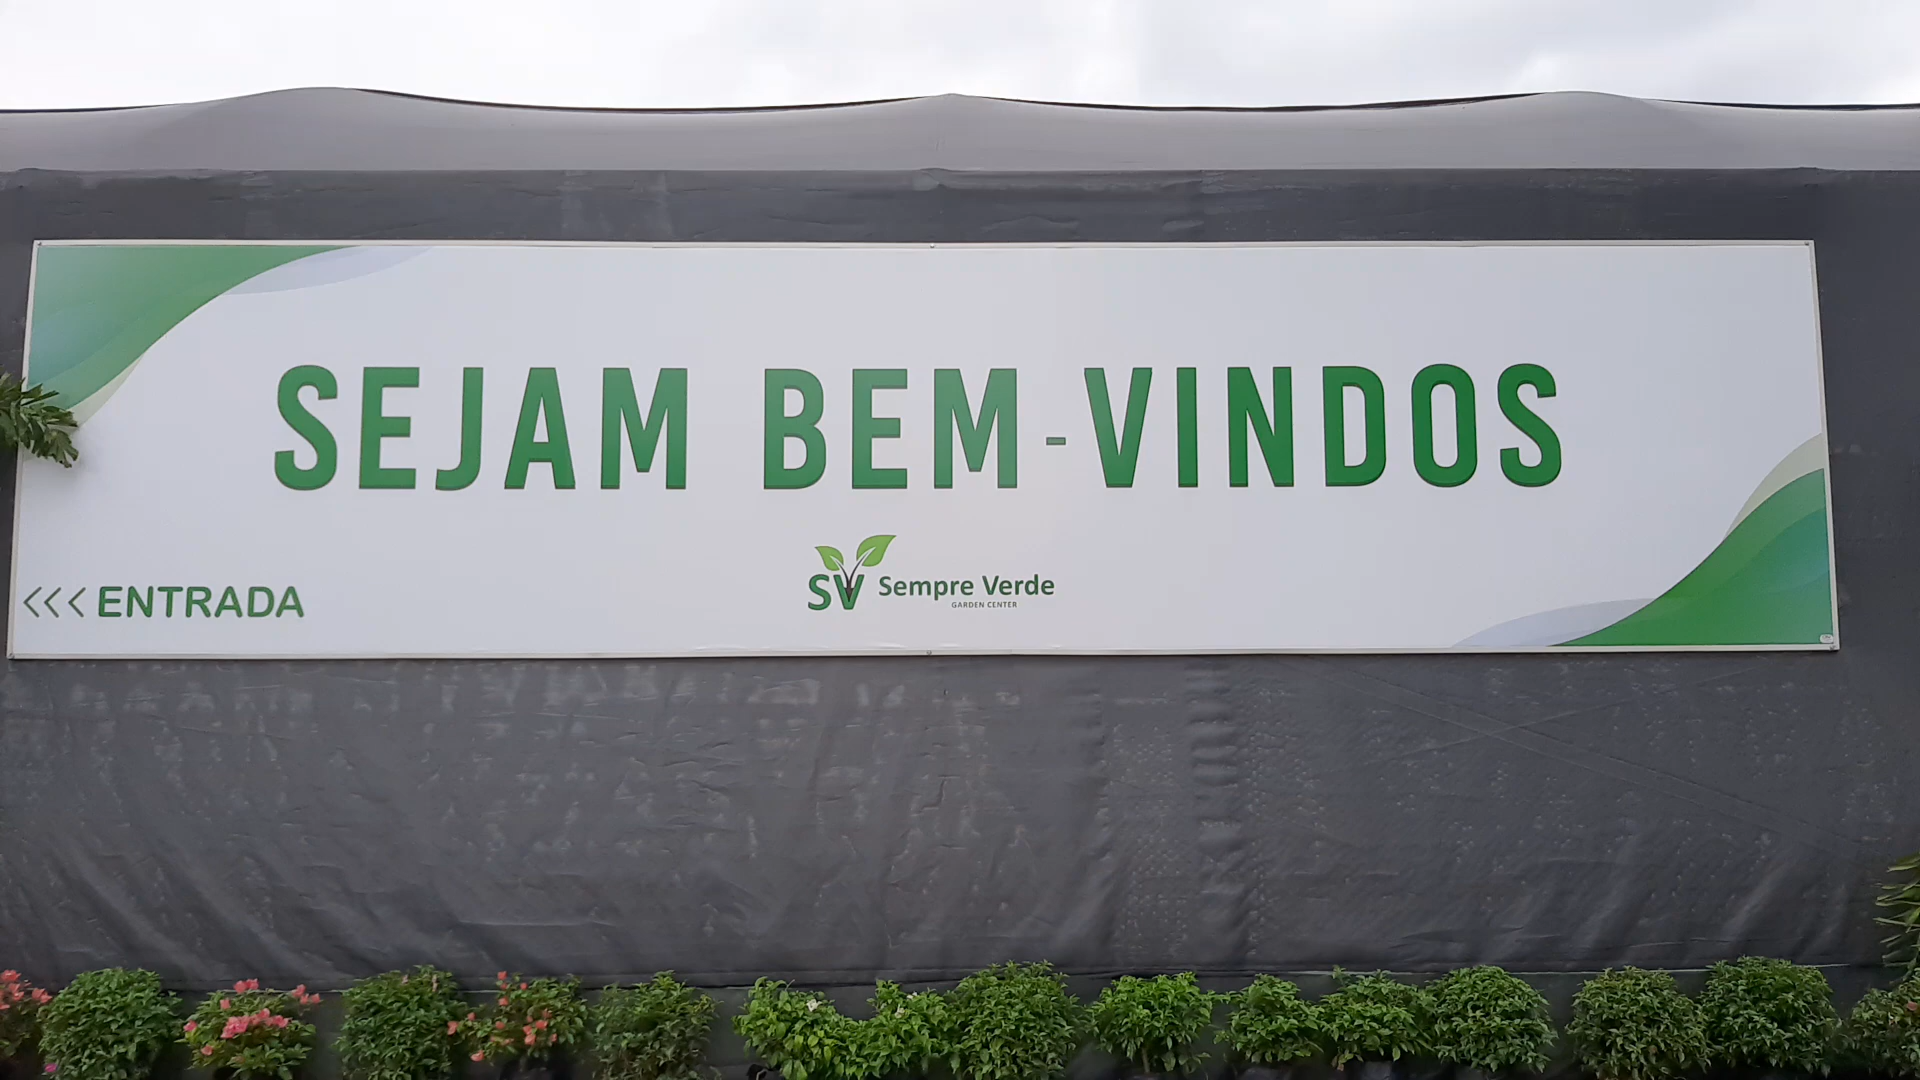 SEJAM BEM-VINDOS
SV Sempre Verde
GARDEN CENTER
<<< ENTRADA